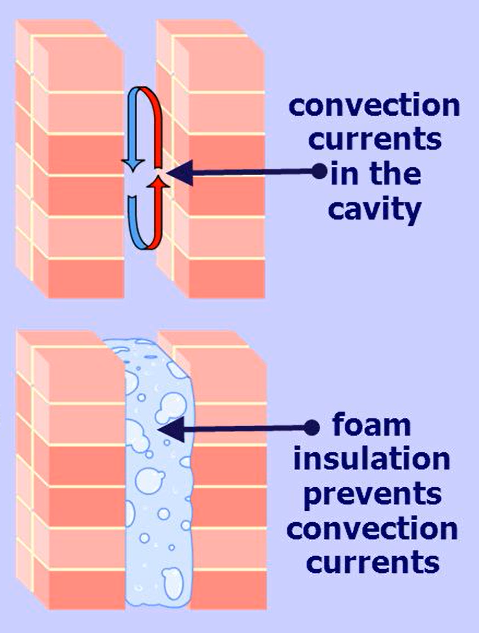 convection
currents
in the
cavity
foam
insulation
prevents
convection
currents